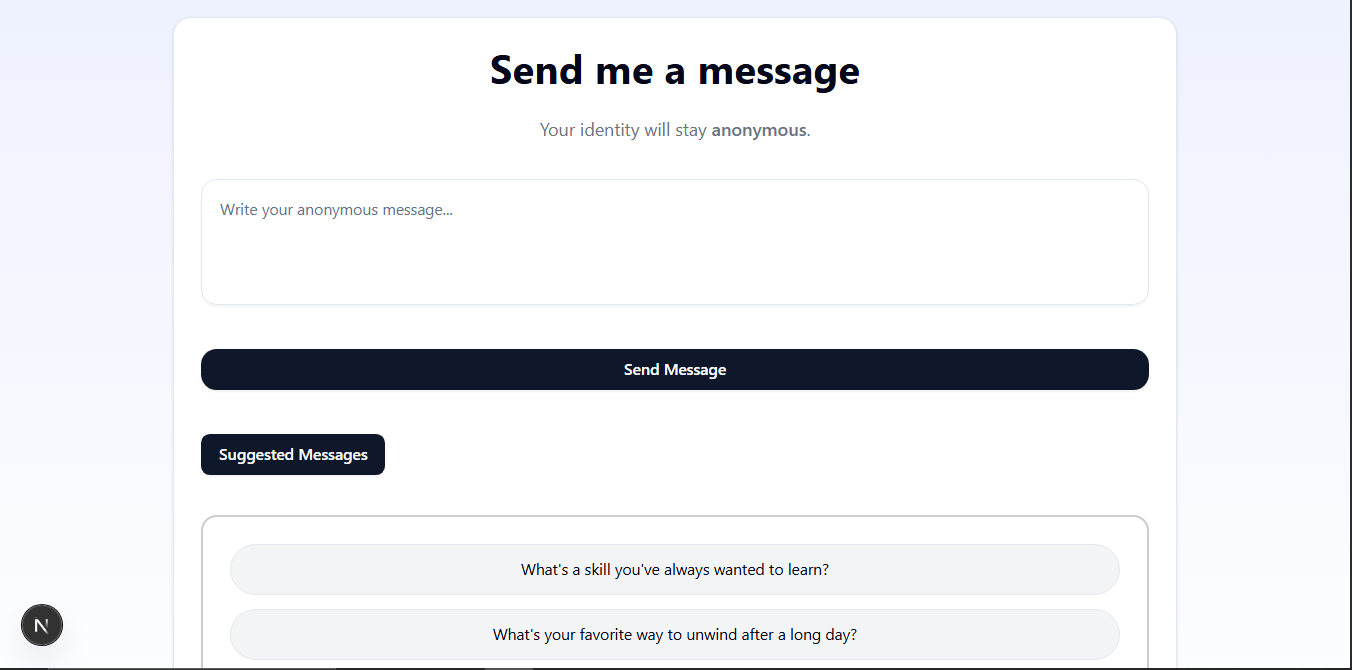 Send me a message
Your identity will stay anonymous.
Write your anonymous message...
Send Message
Suggested Messages
What's a skill you've always wanted to learn?
What's your favorite way to unwind after a long day?
N